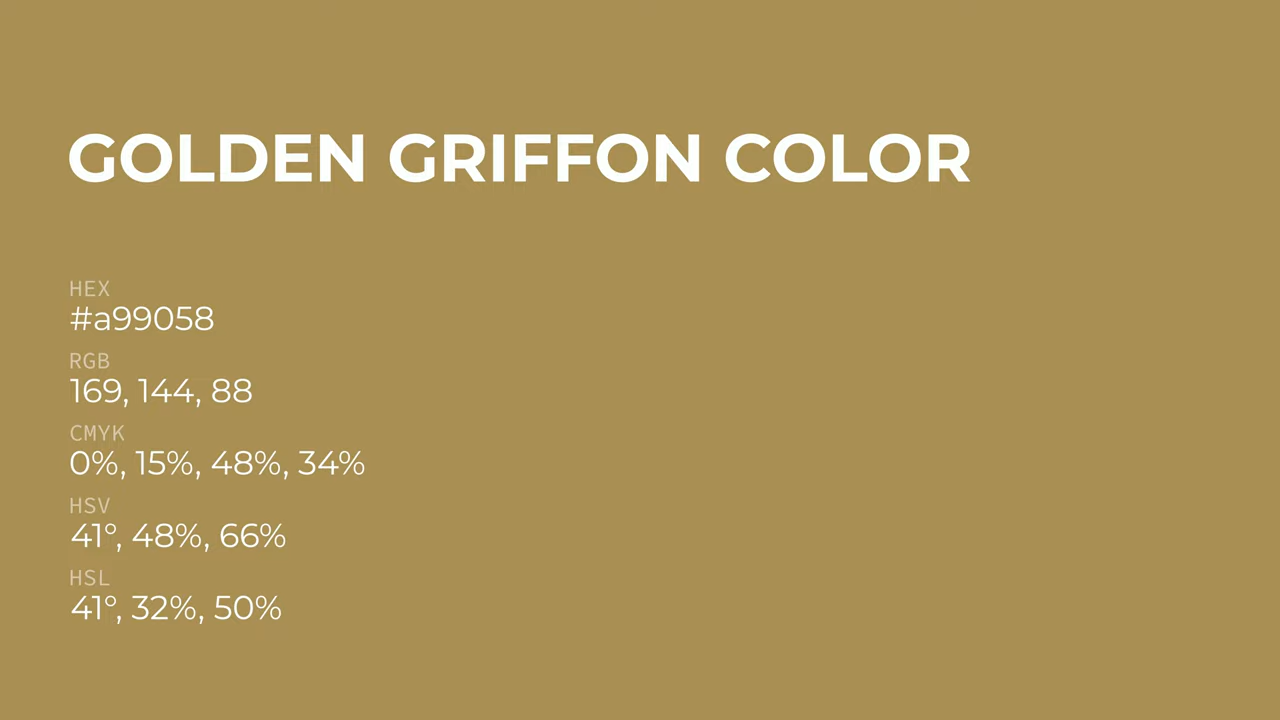 GOLDEN GRIFFON COLOR
HEX
#a99058
RGB
169, 144, 88
CMYK
0%, 15%, 48%, 34%
HSV
41°, 48%, 66%
HSL
41°, 32%, 50%